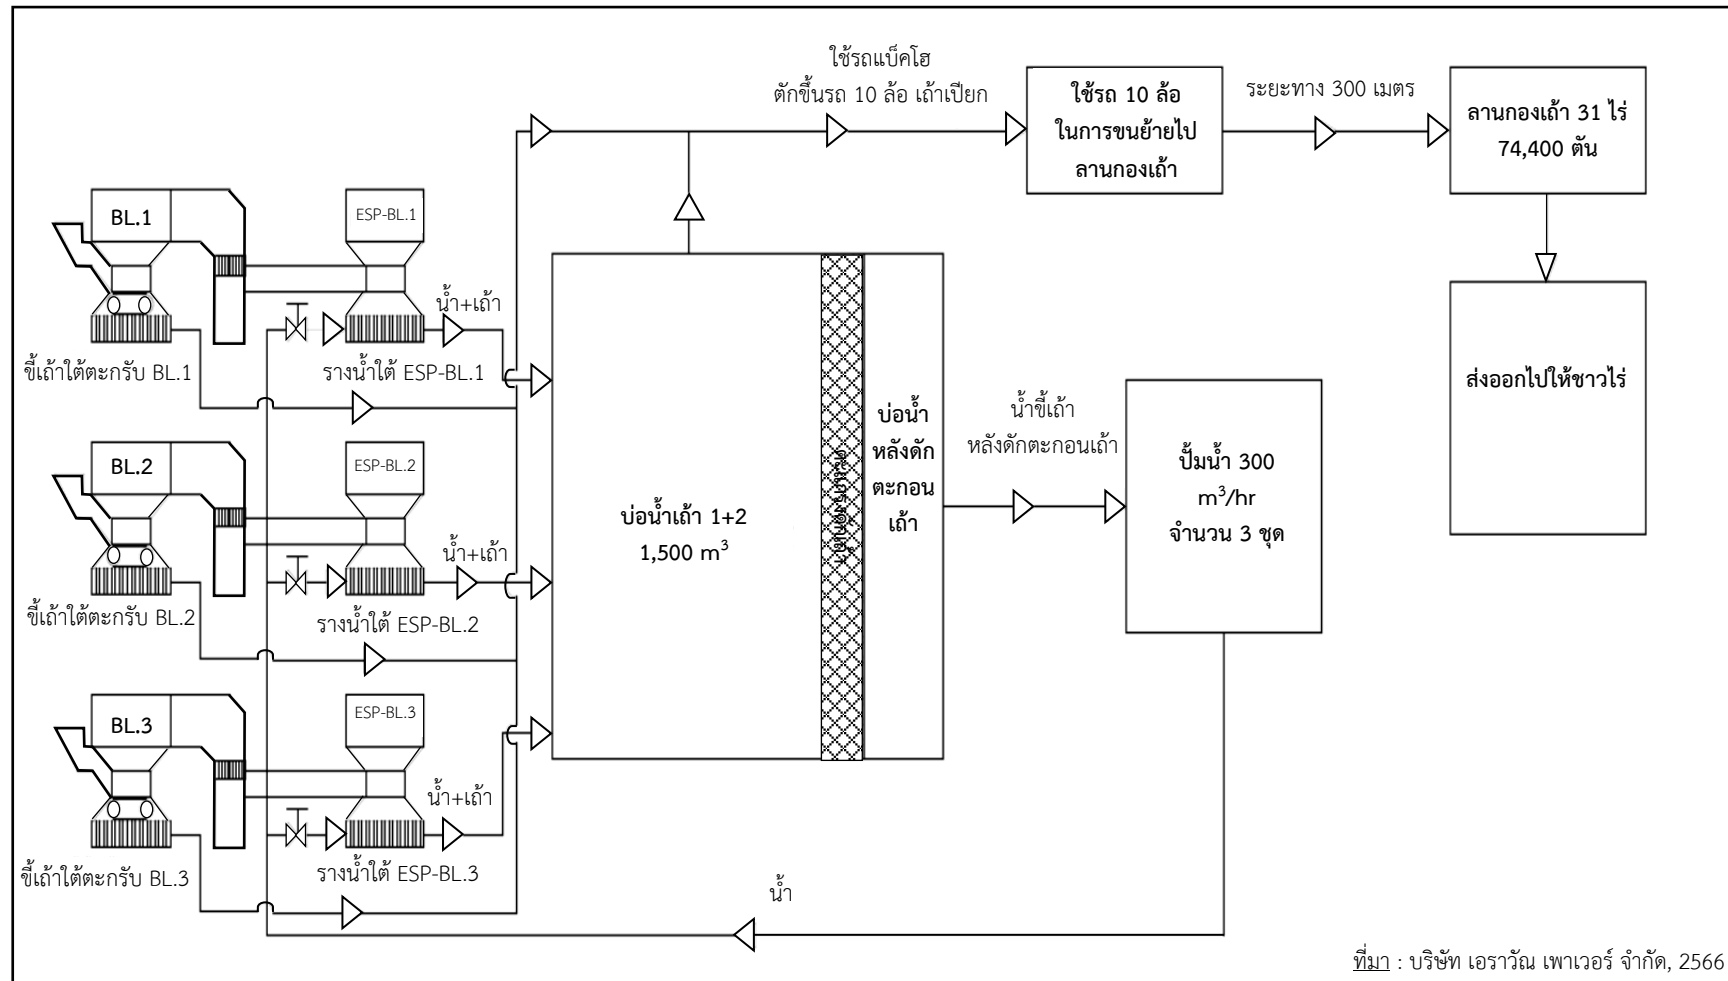 ใช้รถแบ็คโฮ
ตักขึ้นรถ 10 ล้อ เถ้าเปียก
ใช้รถ 10 ล้อ
ในการขนย้ายไป
ลานกองเถ้า
ระยะทาง 300 เมตร
ลานกองเถ้า 31 ไร่
74,400 ตัน
ส่งออกไปให้ชาวไร่
BL.1
ESP-BL.1
น้ำ+เถ้า
ขี้เถ้าใต้ตะกรับ BL.1
รางน้ำใต้ ESP-BL.1
BL.2
ESP-BL.2
น้ำ+เถ้า
ขี้เถ้าใต้ตะกรับ BL.2
รางน้ำใต้ ESP-BL.2
BL.3
ESP-BL.3
น้ำ+เถ้า
ขี้เถ้าใต้ตะกรับ BL.3
รางน้ำใต้ ESP-BL.3
บ่อน้ำเถ้า 1+2
1,500 m³
บ่อน้ำ
หลังดัก
ตะกอน
เถ้า
น้ำขี้เถ้า
หลังดักตะกอนเถ้า
ปั้มน้ำ 300
m³/hr
จำนวน 3 ชุด
น้ำ
ที่มา : บริษัท เอราวัณ เพาเวอร์ จำกัด, 2566